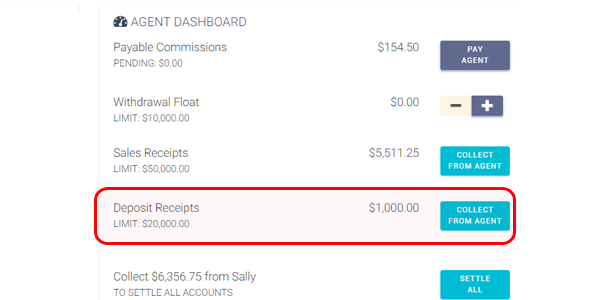 AGENT DASHBOARD
Payable Commissions $154.50 PAY
PENDING: $0.00 AGENT
Withdrawal Float $0.00
LIMIT: $10,000.00
Sales Receipts $5,511.25 COLLECT
LIMIT: $50,000.00 FROM AGENT
Deposit Receipts $1,000.00 COLLECT
LIMIT: $20,000.00 FROM AGENT
Collect $6,356.75 from Sally SETTLE
TO SETTLE ALL ACCOUNTS ALL